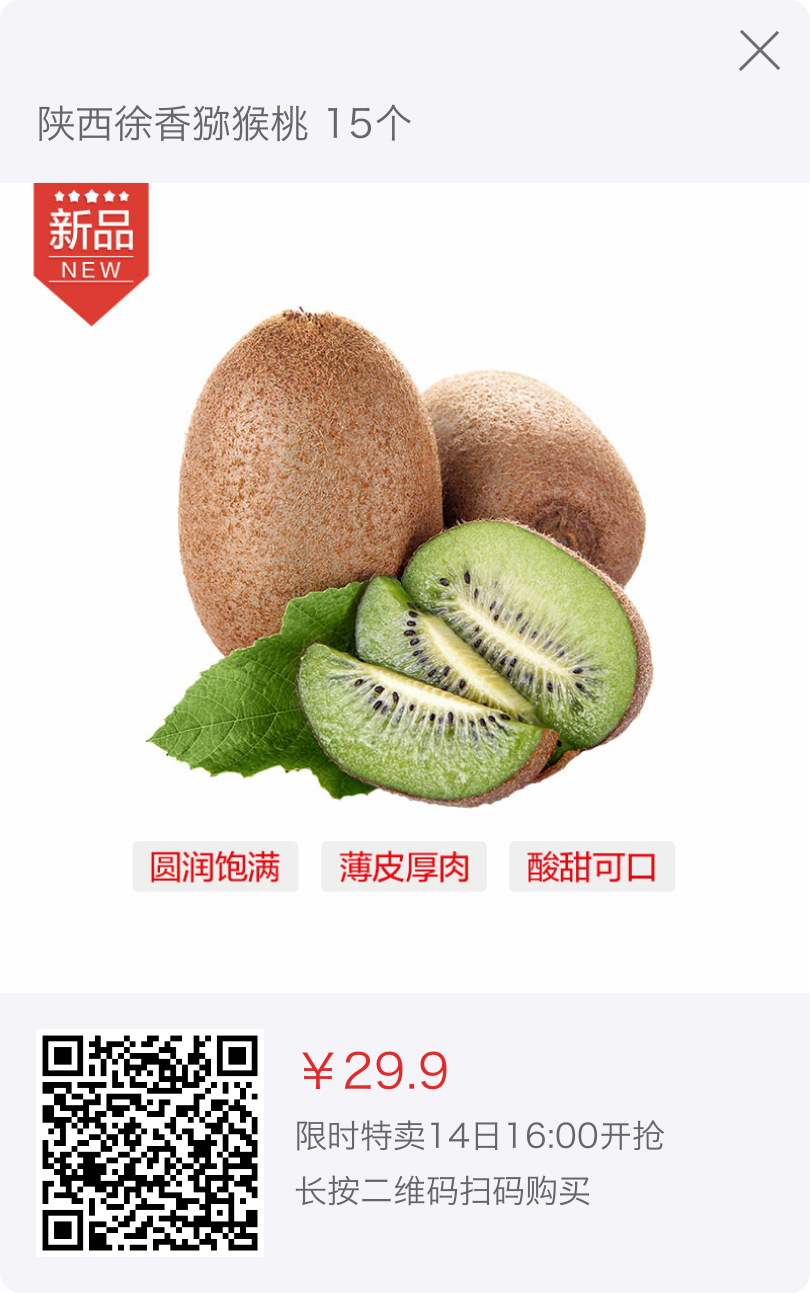 陕西徐香猕猴桃 15个
新品
NEW
圆润饱满 薄皮厚肉 酸甜可口
￥29.9
限时特卖14日16:00开抢
长按二维码扫码购买